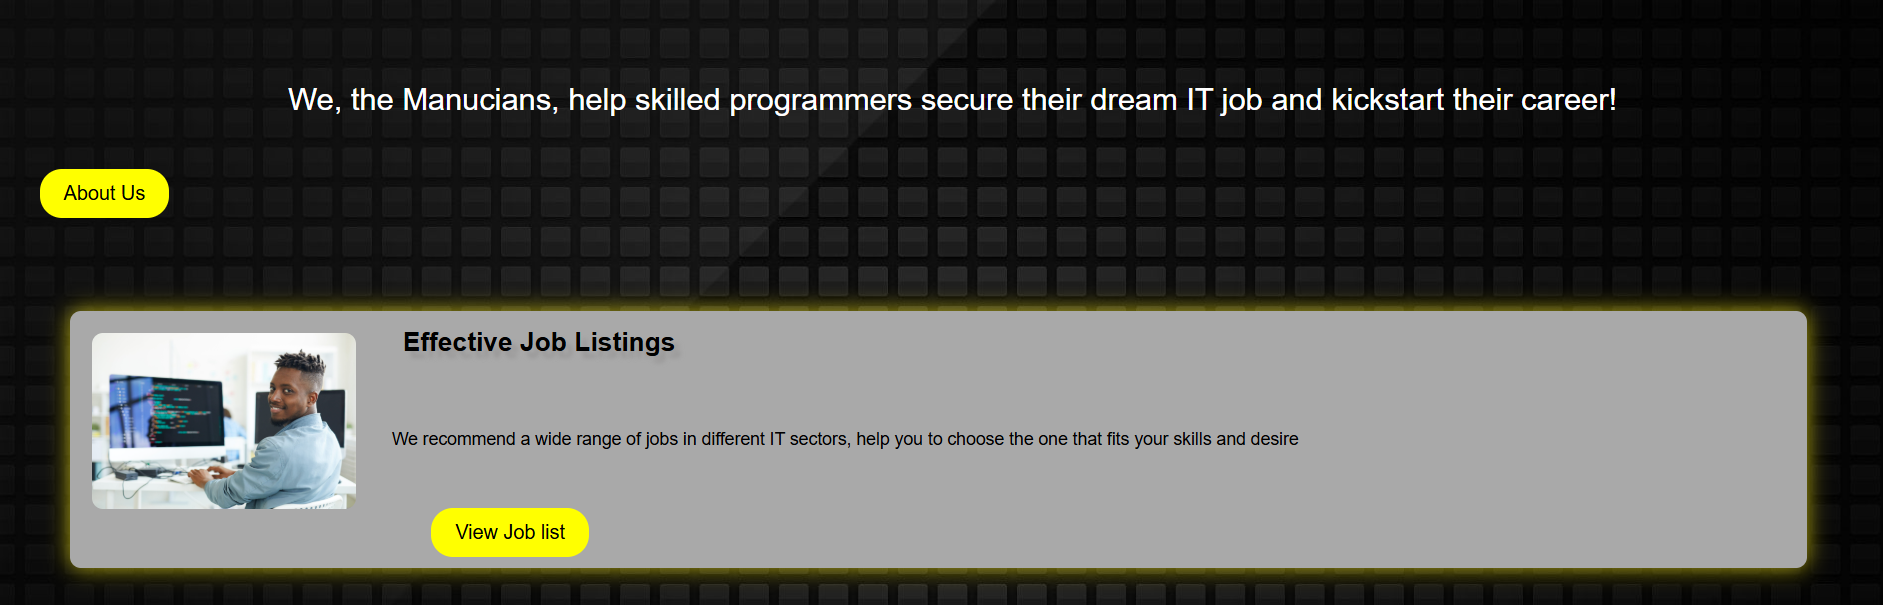 We, the Manucians, help skilled programmers secure their dream IT job and kickstart their career!
About Us
Effective Job Listings
We recommend a wide range of jobs in different IT sectors, help you to choose the one that fits your skills and desire
View Job list